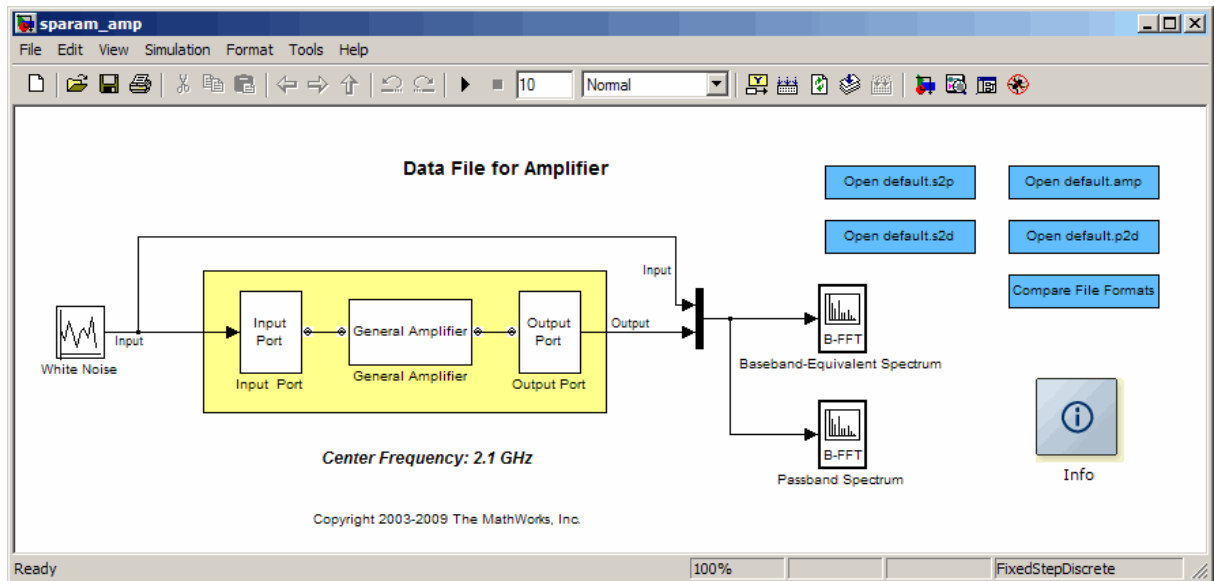 sparam_amp
File Edit View Simulation Format Tools Help
10 Normal
Data File for Amplifier
Open default.s2p
Open default.amp
Open default.s2d
Open default.p2d
Compare File Formats
Input
Input
Output
Input Port
General Amplifier
Output Port
B-FFT
White Noise
Input Port
General Amplifier
Output Port
Baseband-Equivalent Spectrum
B-FFT
Passband Spectrum
Info
Center Frequency: 2.1 GHz
Copyright 2003-2009 The MathWorks, Inc.
Ready 100% FixedStepDiscrete